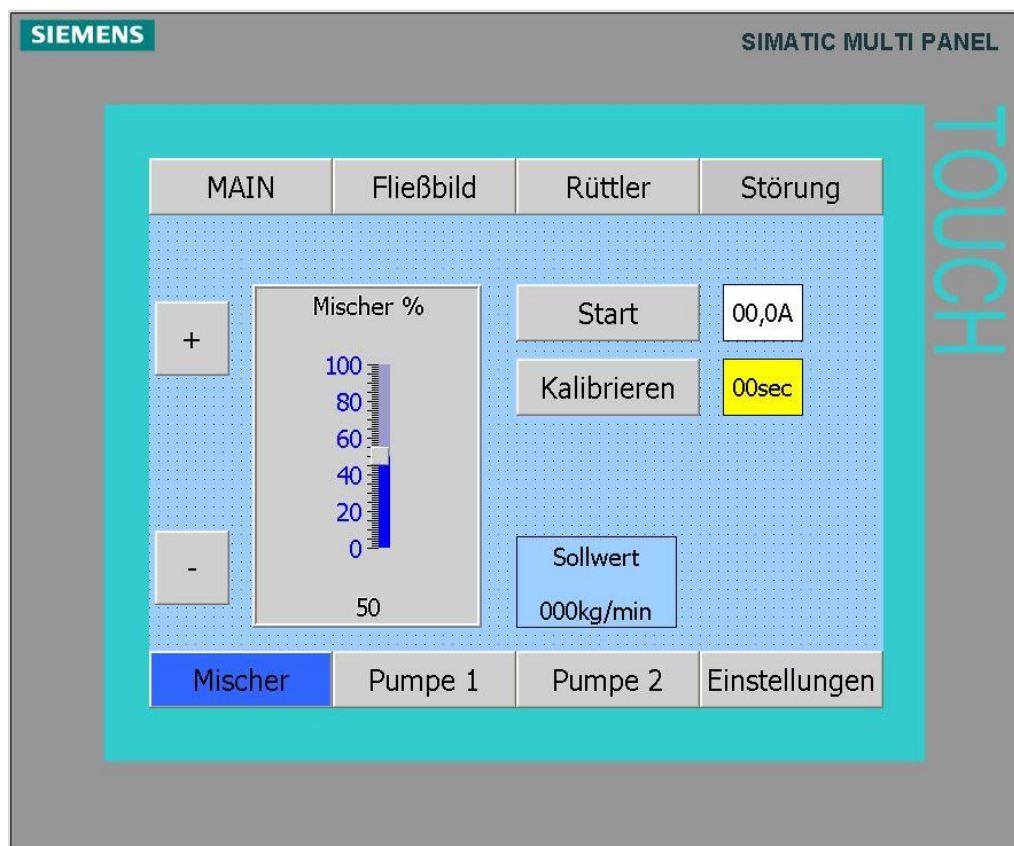 SIEMENS
SIMATIC MULTI PANEL
TOUCH
MAIN
Fließbild
Rüttler
Störung
+
-
Mischer %
100
80
60
40
20
0
50
Start
00,0A
Kalibrieren
00sec
Sollwert
000kg/min
Mischer
Pumpe 1
Pumpe 2
Einstellungen